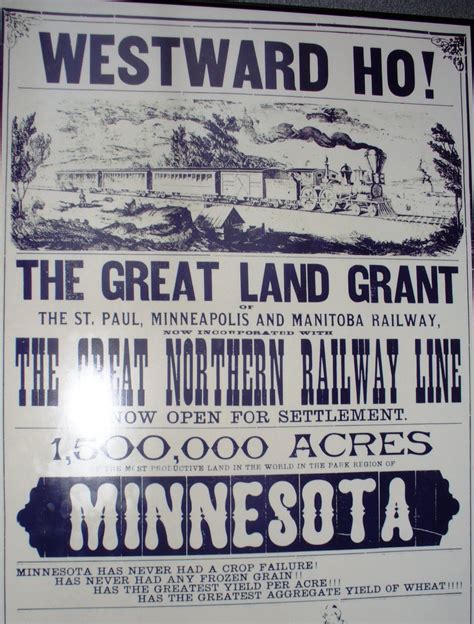 WESTWARD HO!
THE GREAT LAND GRANT
OF
THE ST. PAUL, MINNEAPOLIS AND MANITOBA RAILWAY,
NOW INCORPORATED WITH
THE GREAT NORTHERN RAILWAY LINE
NOW OPEN FOR SETTLEMENT.
1,500,000 ACRES
OF THE MOST PRODUCTIVE LAND IN THE WORLD IN THE PARK REGION OF
MINNESOTA
MINNESOTA HAS NEVER HAD A CROP FAILURE!
HAS NEVER HAD ANY FROZEN GRAIN!!
HAS THE GREATEST YIELD PER ACRE!!!
HAS THE GREATEST AGGREGATE YIELD OF WHEAT!!!!